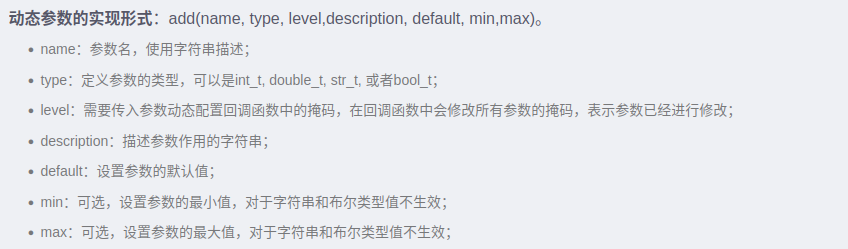 动态参数的实现形式：add(name, type, level,description, default, min,max)。
• name：参数名，使用字符串描述；
• type：定义参数的类型，可以是int_t, double_t, str_t, 或者bool_t；
• level：需要传入参数动态配置回调函数中的掩码，在回调函数中会修改所有参数的掩码，表示参数已经进行修改；
• description：描述参数作用的字符串；
• default：设置参数的默认值；
• min：可选，设置参数的最小值，对于字符串和布尔类型值不生效；
• max：可选，设置参数的最大值，对于字符串和布尔类型值不生效；